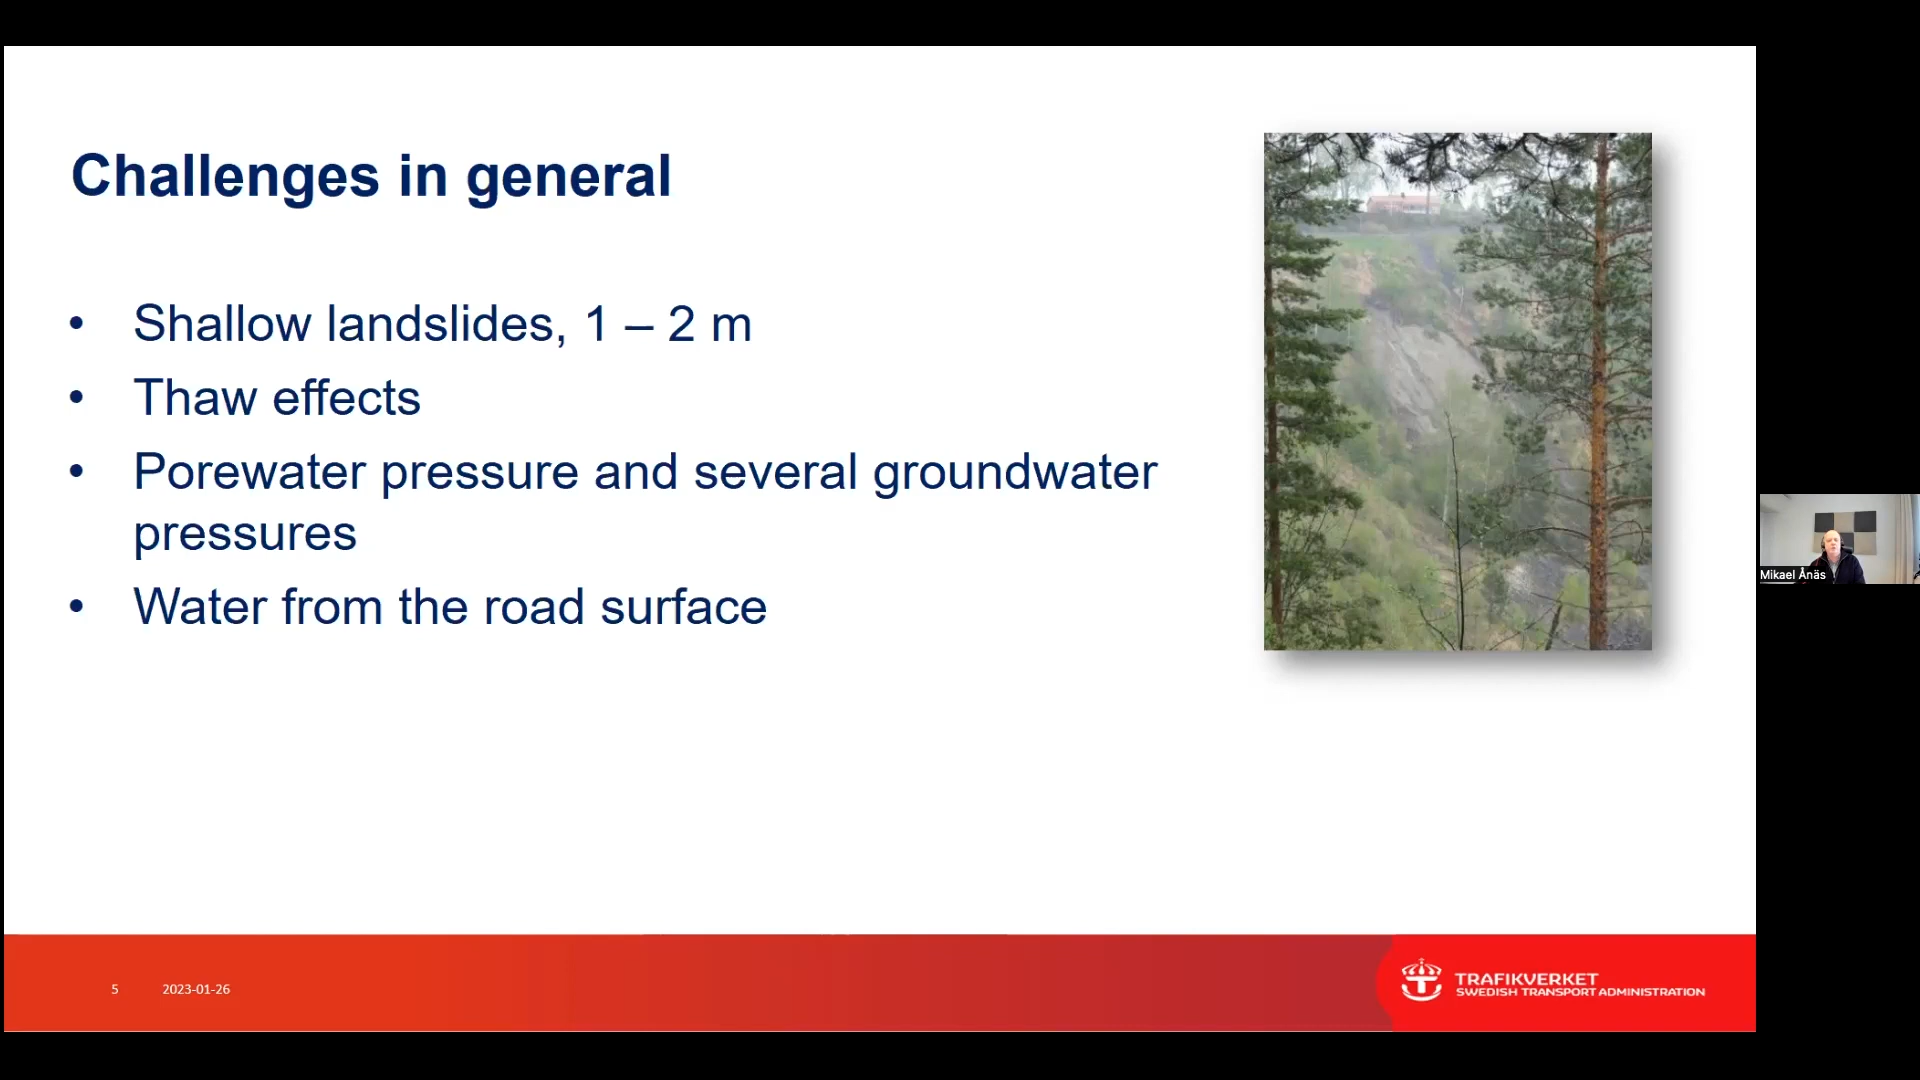 Challenges in general
• Shallow landslides, 1 – 2 m
• Thaw effects
• Porewater pressure and several groundwater
pressures
• Water from the road surface
Mikael Ånäs
5 2023-01-26
TRAFIKVERKET
SWEDISH TRANSPORT ADMINISTRATION